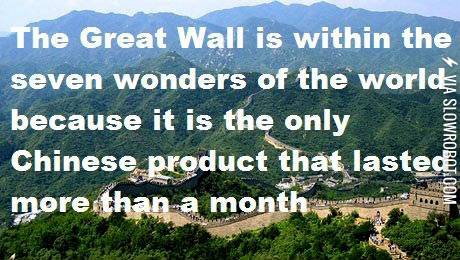 The Great Wall is within the
seven wonders of the world
because it is the only
Chinese product that lasted
more than a month
VIA SLOWROBOT.COM